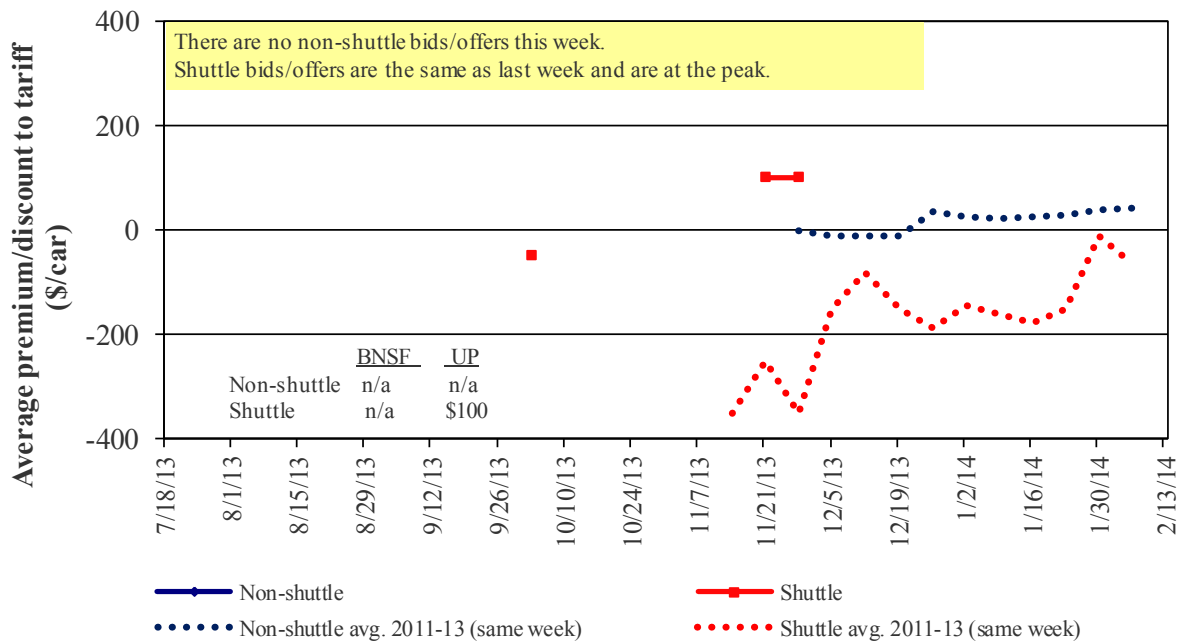 Average premium/discount to tariff
($/car)
400
200
0
-200
-400
There are no non-shuttle bids/offers this week.
Shuttle bids/offers are the same as last week and are at the peak.
BNSF UP
Non-shuttle n/a n/a
Shuttle n/a $100
7/18/13
8/1/13
8/15/13
8/29/13
9/12/13
9/26/13
10/10/13
10/24/13
11/7/13
11/21/13
12/5/13
12/19/13
1/2/14
1/16/14
1/30/14
2/13/14
Non-shuttle
Shuttle
Non-shuttle avg. 2011-13 (same week)
Shuttle avg. 2011-13 (same week)